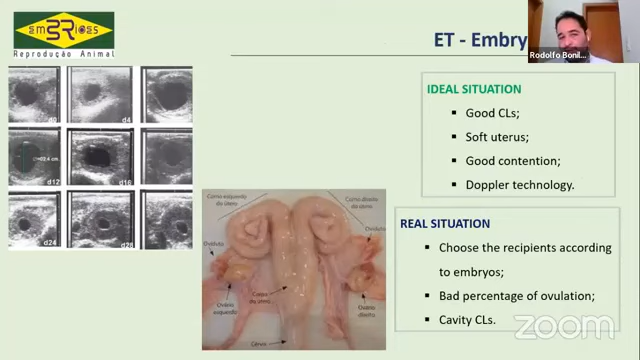 EMBRIOES
Reprodução Animal
ET - Embry
Rodolfo Bonil...
d4
d12
d16
d24
d28
Corno esquerdo
do útero
Corno direito
do útero
Oviduto
Oviduto
Ovário
esquerdo
Corpo
do útero
Ovário
direito
Cérvix
IDEAL SITUATION
Good CLs;
Soft uterus;
Good contention;
Doppler technology.
REAL SITUATION
Choose the recipients according
to embryos;
Bad percentage of ovulation;
Cavity CLs.
zoom